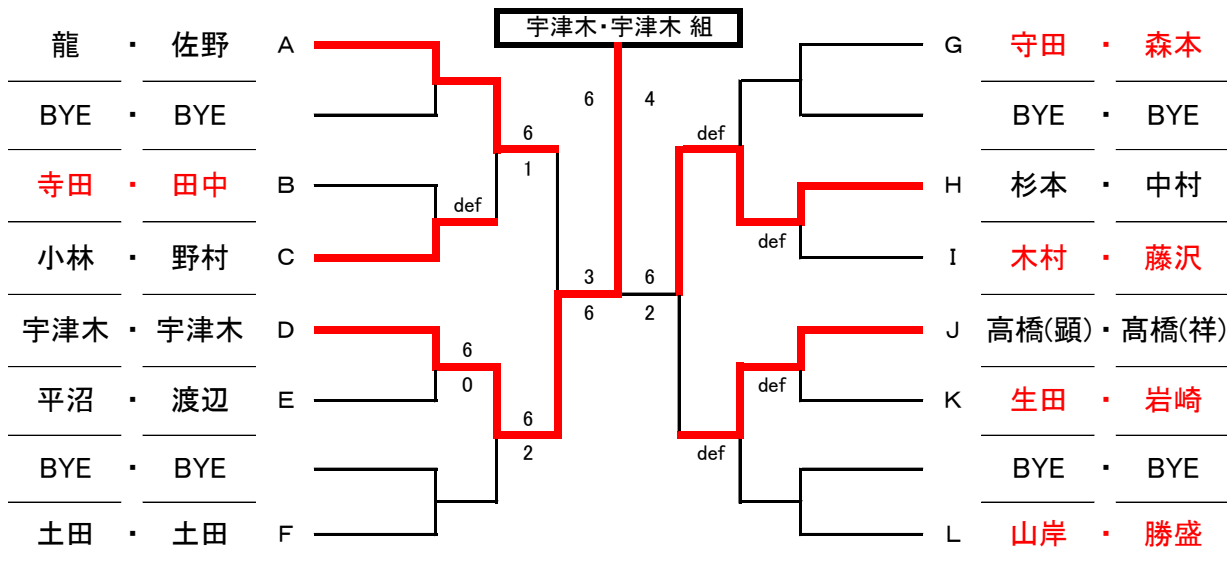 宇津木・宇津木 組
龍 ・ 佐野 A
BYE ・ BYE
寺田 ・ 田中 B
小林 ・ 野村 C
宇津木 ・ 宇津木 D
平沼 ・ 渡辺 E
BYE ・ BYE
土田 ・ 土田 F
6
1
def
6
0
6
2
6 4
3 6
6 2
def
def
def
def
G 守田 ・ 森本
BYE ・ BYE
H 杉本 ・ 中村
I 木村 ・ 藤沢
J 高橋(顕)・髙橋(祥)
K 生田 ・ 岩崎
BYE ・ BYE
L 山岸 ・ 勝盛